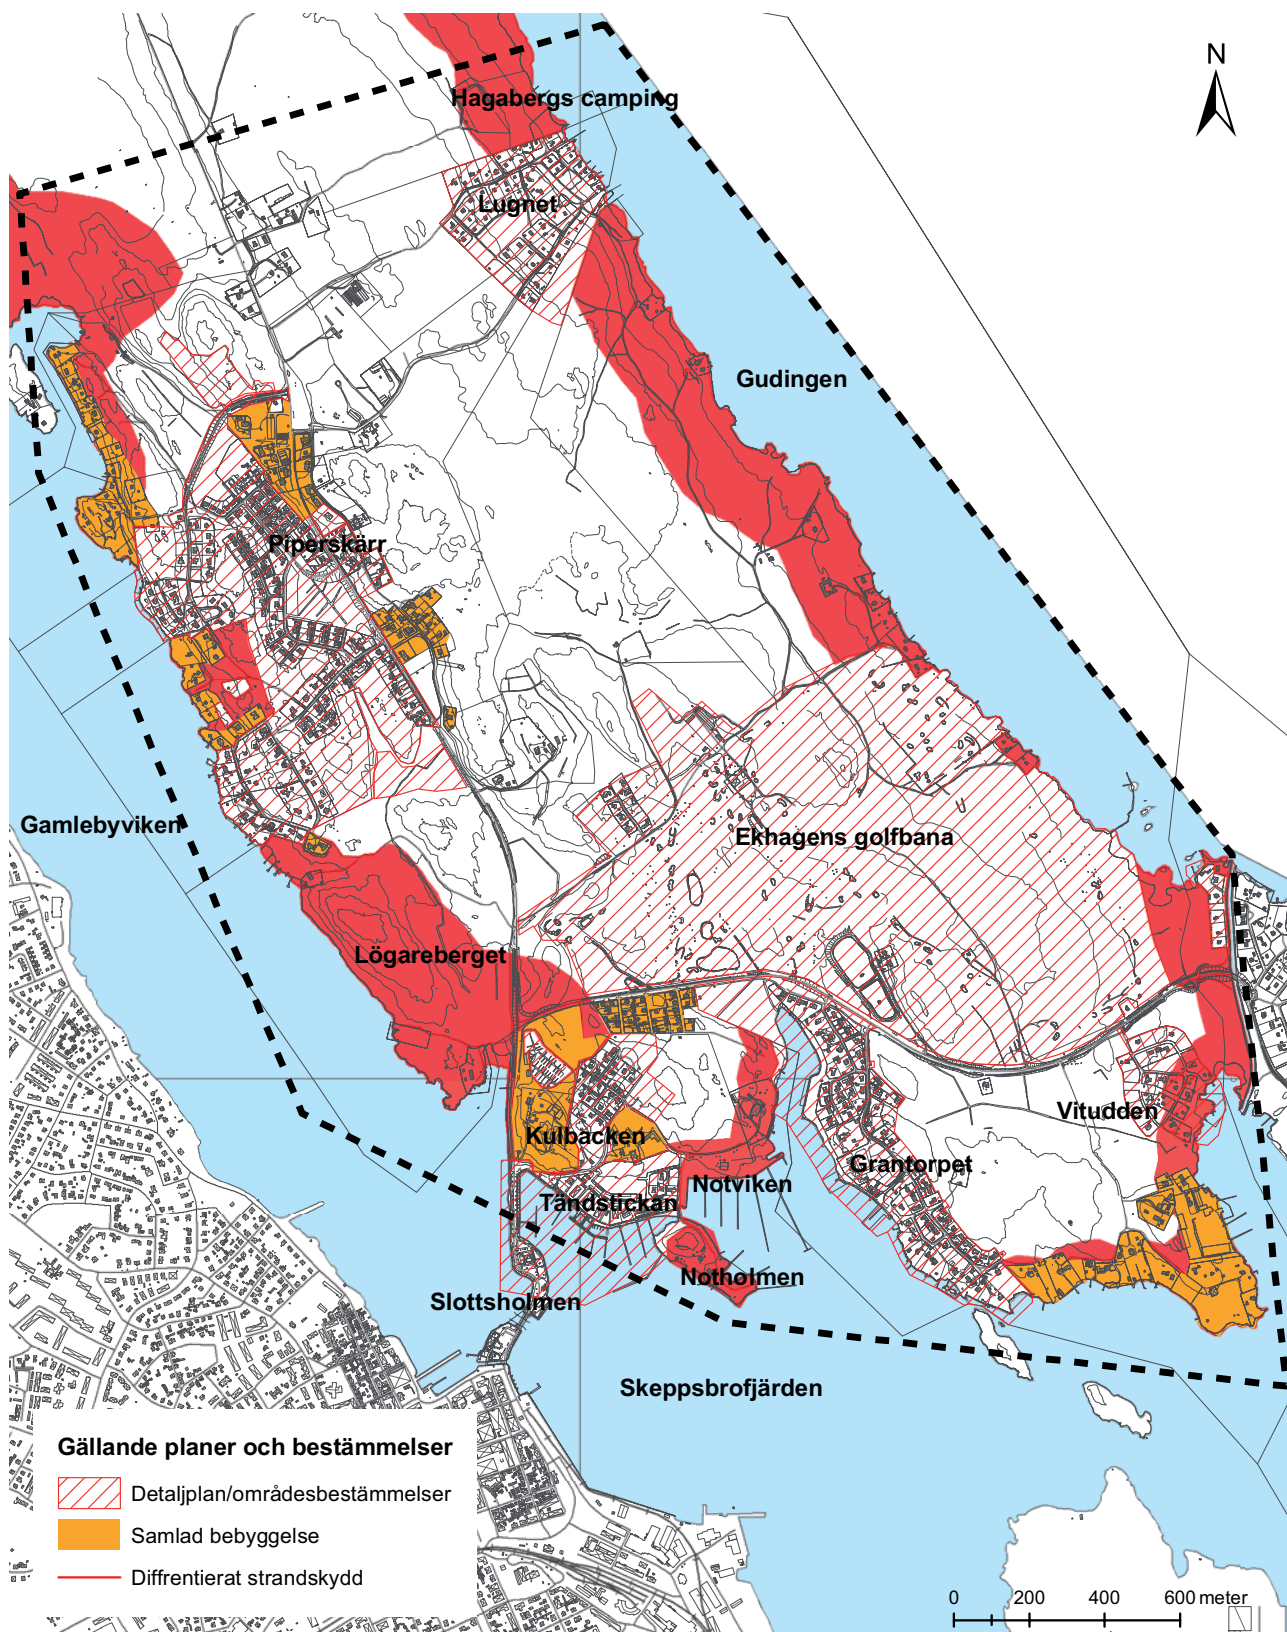 N
Hagabergs camping
Lugnet
Gudingen
Piperskärr
Gamlebyviken
Ekhagens golfbana
Lögareberget
Vitudden
Kulbacken
Grantorpet
Notviken
Tändstickan
Notholmen
Slottsholmen
Skeppsbrofjärden
Gällande planer och bestämmelser
Detaljplan/områdesbestämmelser
Samlad bebyggelse
Diffrentierat strandskydd
0 200 400 600 meter